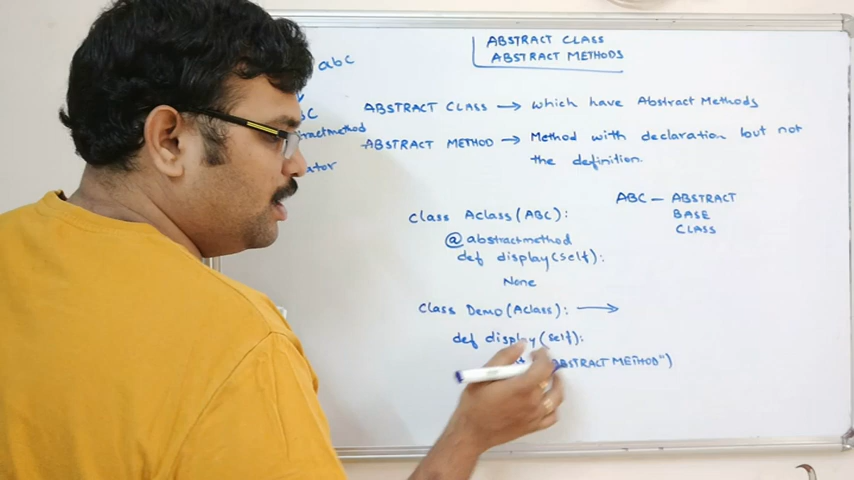 ABSTRACT CLASS
ABSTRACT METHODS
abc
ABSTRACT CLASS → which have Abstract Methods
ABSTRACT METHOD → Method with declaration but not
the definition.
ABC - ABSTRACT
BASE
CLASS
class Aclass(ABC):
@abstractmethod
def display(self):
None
class Demo(Aclass): →
def display(self):
ABSTRACT METHOD")